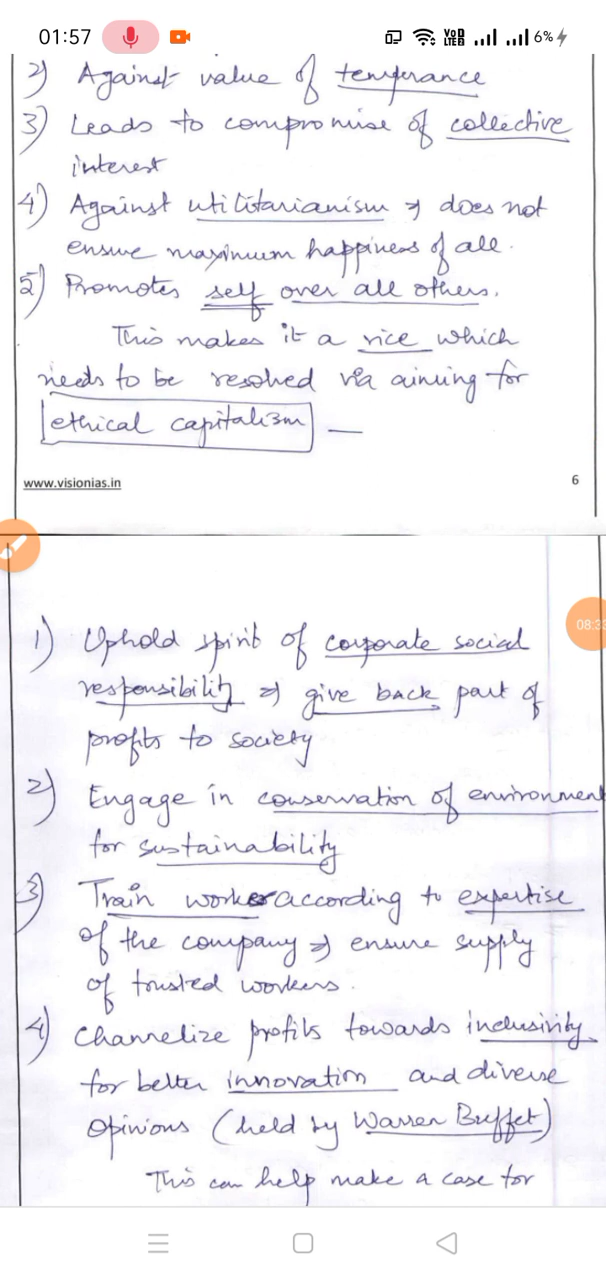 01:57
VoD LTE2 6%
2) Against value of temperance
3) Leads to compromise of collective
interest
4) Against utilitarianism ⇒ does not
ensure maximum happiness of all.
5) Promotes self over all others.
This makes it a vice which
needs to be resolved via aiming for
ethical capitalism —
www.visionias.in 6
08:3
1) Uphold spirit of corporate social
responsibility ⇒ give back part of
profits to society
2) Engage in conservation of environment
for sustainability
3) Train worker according to expertise
of the company ⇒ ensure supply
of trusted workers.
4) Channelize profits towards inclusivity
for better innovation and diverse
opinions (held by Warren Buffet)
This can help make a case for